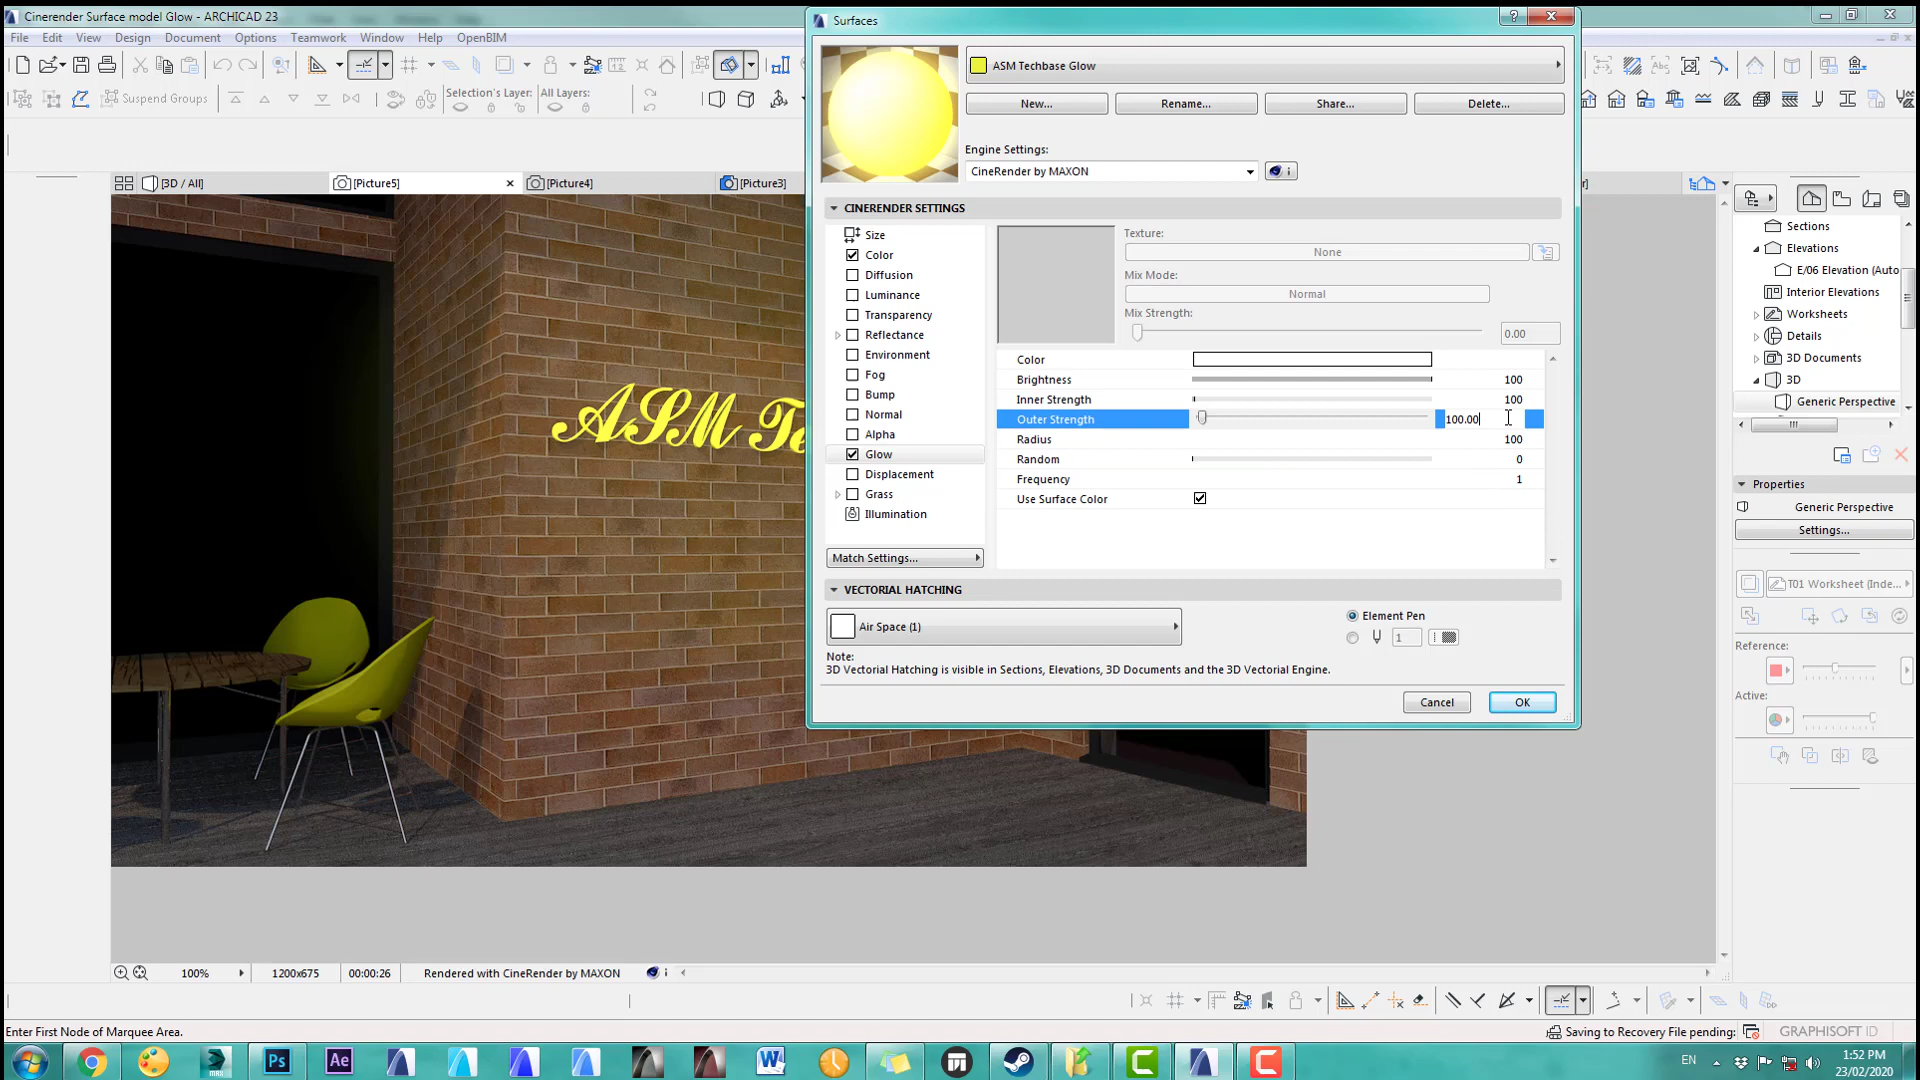 Cinerender Surface model Glow - ARCHICAD 23
File Edit View Design Document Options Teamwork Window Help OpenBIM
Suspend Groups
Selection's Layer:
All Layers:
[3D / All]
[Picture5]
[Picture4]
[Picture3]
ASM Te
Surfaces
ASM Techbase Glow
New...
Rename...
Share...
Delete...
Engine Settings:
CineRender by MAXON
i
CINERENDER SETTINGS
Size
Color
Diffusion
Luminance
Transparency
Reflectance
Environment
Fog
Bump
Normal
Alpha
Glow
Displacement
Grass
Illumination
Match Settings...
Texture:
None
Mix Mode:
Normal
Mix Strength:
0.00
Color
Brightness 100
Inner Strength 100
Outer Strength 100.00
Radius 100
Random 0
Frequency 1
Use Surface Color
VECTORIAL HATCHING
Air Space (1)
Element Pen
1
Note:
3D Vectorial Hatching is visible in Sections, Elevations, 3D Documents and the 3D Vectorial Engine.
Cancel
OK
Sections
Elevations
E/06 Elevation (Auto
Interior Elevations
Worksheets
Details
3D Documents
3D
Generic Perspective
Properties
Generic Perspective
Settings...
T01 Worksheet (Inde...
Reference:
Active:
100%
1200x675
00:00:26
Rendered with CineRender by MAXON
i
Enter First Node of Marquee Area.
Saving to Recovery File pending:
GRAPHISOFT ID
Ps
Ae
EN
1:52 PM
23/02/2020